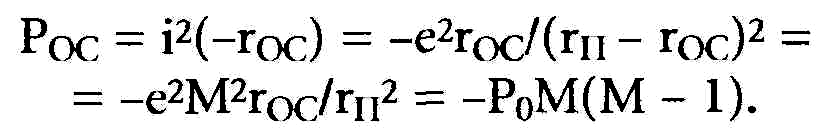 P_OC = i²(–r_OC) = –e²r_OC/(r_П – r_OC)² =
= –e²M²r_OC/r_П² = –P₀M(M – 1).